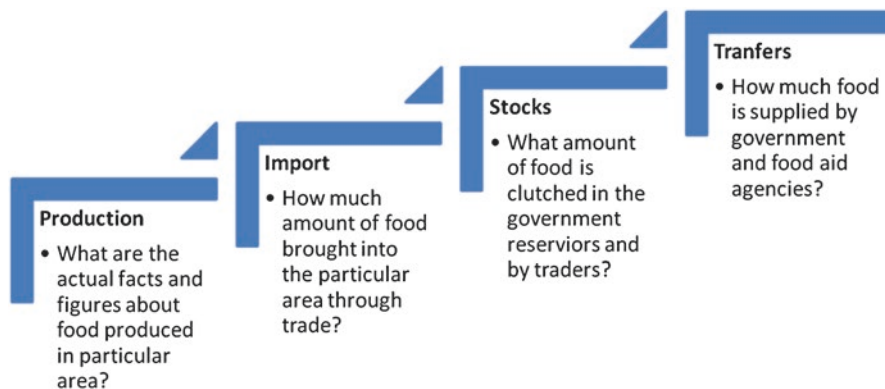 Production
• What are the
actual facts and
figures about
food produced
in particular
area?
Import
• How much
amount of food
brought into
the particular
area through
trade?
Stocks
• What amount
of food is
clutched in the
government
reserviors and
by traders?
Tranfers
• How much food
is supplied by
government
and food aid
agencies?